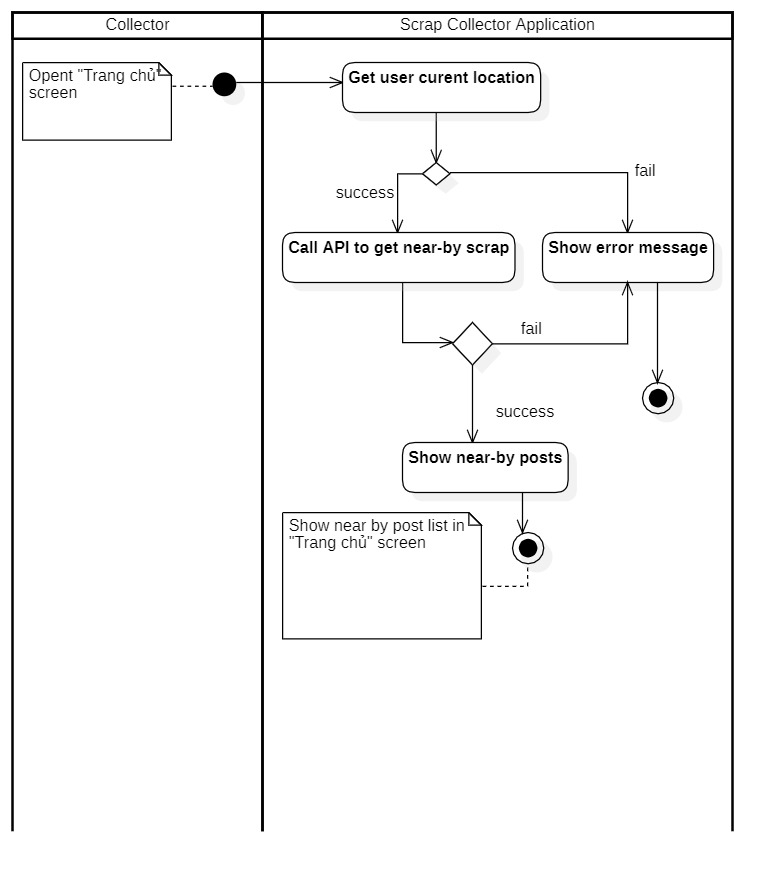 Collector
Scrap Collector Application
Opent "Trang chủ"
screen
Get user curent location
success
fail
Call API to get near-by scrap
Show error message
fail
success
Show near-by posts
Show near by post list in
"Trang chủ" screen